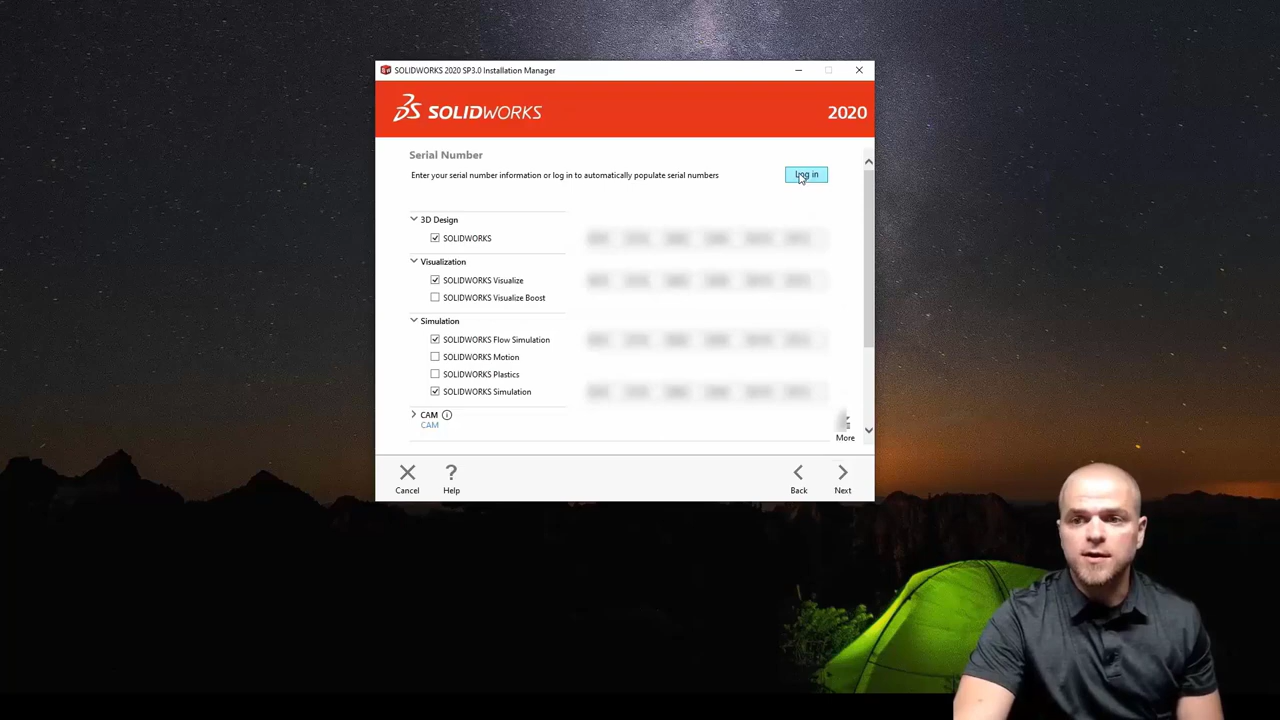 SOLIDWORKS 2020 SP3.0 Installation Manager
SOLIDWORKS
2020
Serial Number
Enter your serial number information or log in to automatically populate serial numbers
Log in
3D Design
SOLIDWORKS
Visualization
SOLIDWORKS Visualize
SOLIDWORKS Visualize Boost
Simulation
SOLIDWORKS Flow Simulation
SOLIDWORKS Motion
SOLIDWORKS Plastics
SOLIDWORKS Simulation
CAM
CAM
More
Cancel
Help
Back
Next